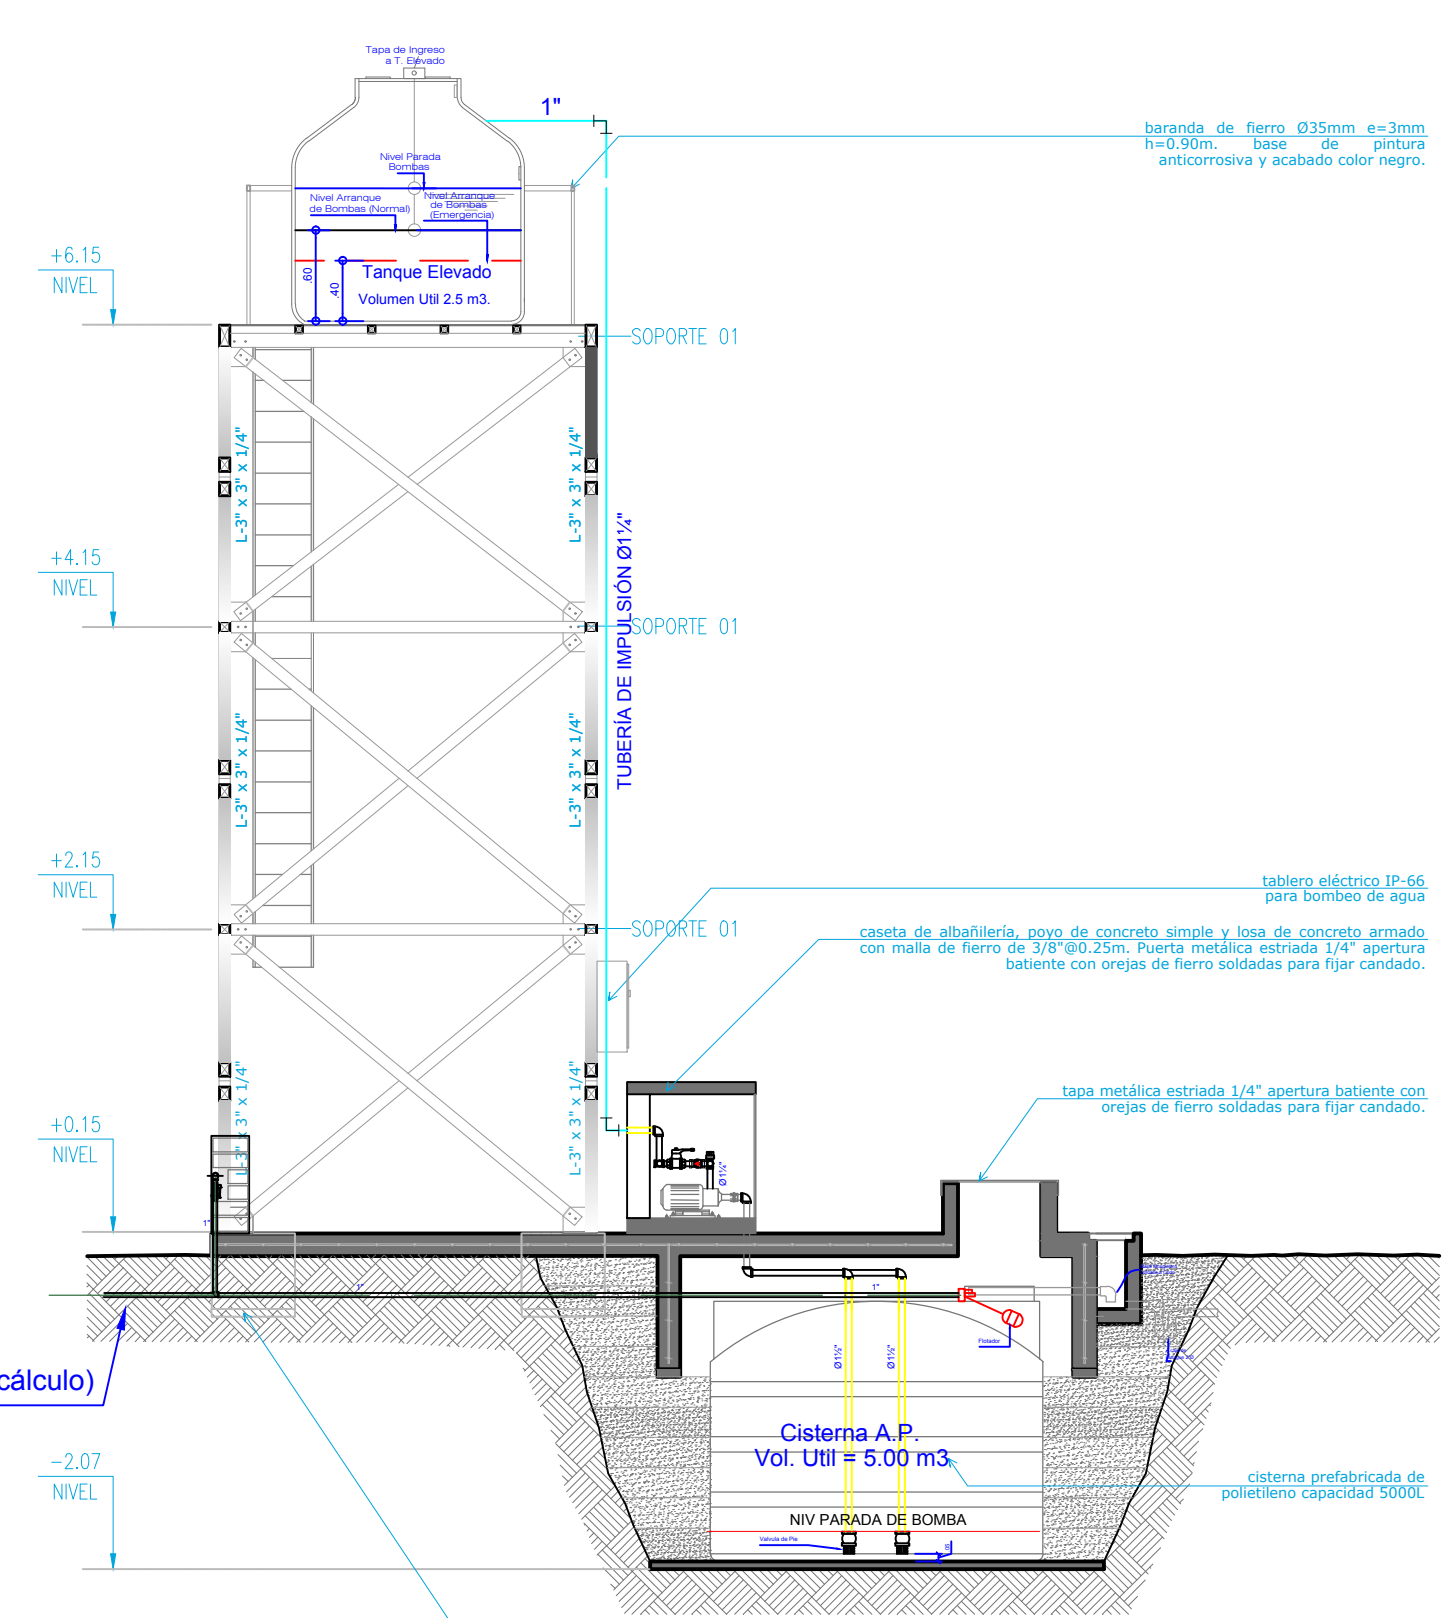 Tapa de Ingreso
a T. Elevado
1"
baranda de fierro Ø35mm e=3mm
h=0.90m. base de pintura
anticorrosiva y acabado color negro.
Nivel Parada
Bombas
Nivel Arranque
de Bombas (Normal)
Nivel Arranque
de Bombas
(Emergencia)
+6.15
NIVEL
.60
.40
Tanque Elevado
Volumen Util 2.5 m3.
SOPORTE 01
L-3" x 3" x 1/4"
L-3" x 3" x 1/4"
TUBERÍA DE IMPULSIÓN Ø1¼"
+4.15
NIVEL
SOPORTE 01
L-3" x 3" x 1/4"
L-3" x 3" x 1/4"
+2.15
NIVEL
SOPORTE 01
tablero eléctrico IP-66
para bombeo de agua
caseta de albañilería, poyo de concreto simple y losa de concreto armado
con malla de fierro de 3/8"@0.25m. Puerta metálica estriada 1/4" apertura
batiente con orejas de fierro soldadas para fijar candado.
L-3" x 3" x 1/4"
L-3" x 3" x 1/4"
tapa metálica estriada 1/4" apertura batiente con
orejas de fierro soldadas para fijar candado.
+0.15
NIVEL
Ø1¼"
1"
1"
1"
Flotador
Ø1½"
Ø1½"
cálculo)
Cisterna A.P.
Vol. Util = 5.00 m3
-2.07
NIVEL
cisterna prefabricada de
polietileno capacidad 5000L
NIV PARADA DE BOMBA
Valvula de Pie
.05